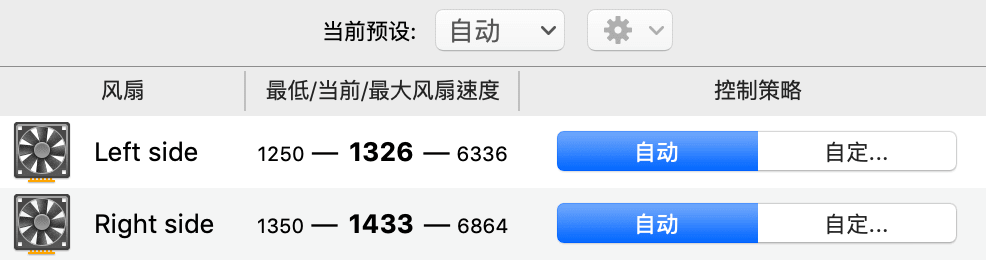 当前预设: 自动
风扇 最低/当前/最大风扇速度 控制策略
Left side 1250 — 1326 — 6336 自动 自定...
Right side 1350 — 1433 — 6864 自动 自定...